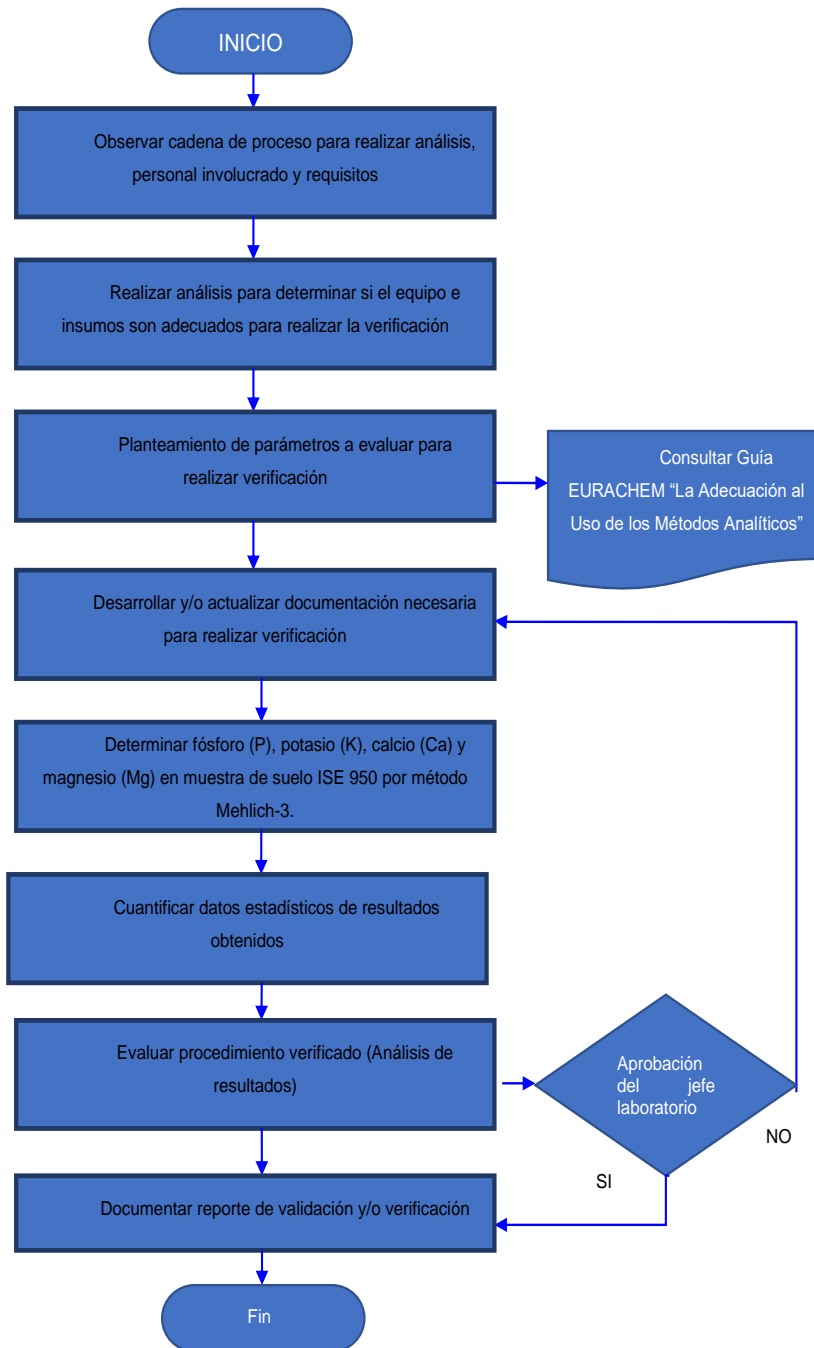 INICIO
Observar cadena de proceso para realizar análisis,
personal involucrado y requisitos
Realizar análisis para determinar si el equipo e
insumos son adecuados para realizar la verificación
Planteamiento de parámetros a evaluar para
realizar verificación
Consultar Guía
EURACHEM “La Adecuación al
Uso de los Métodos Analíticos”
Desarrollar y/o actualizar documentación necesaria
para realizar verificación
Determinar fósforo (P), potasio (K), calcio (Ca) y
magnesio (Mg) en muestra de suelo ISE 950 por método
Mehlich-3.
Cuantificar datos estadísticos de resultados
obtenidos
Evaluar procedimiento verificado (Análisis de
resultados)
Aprobación
del jefe
laboratorio
NO
SI
Documentar reporte de validación y/o verificación
Fin